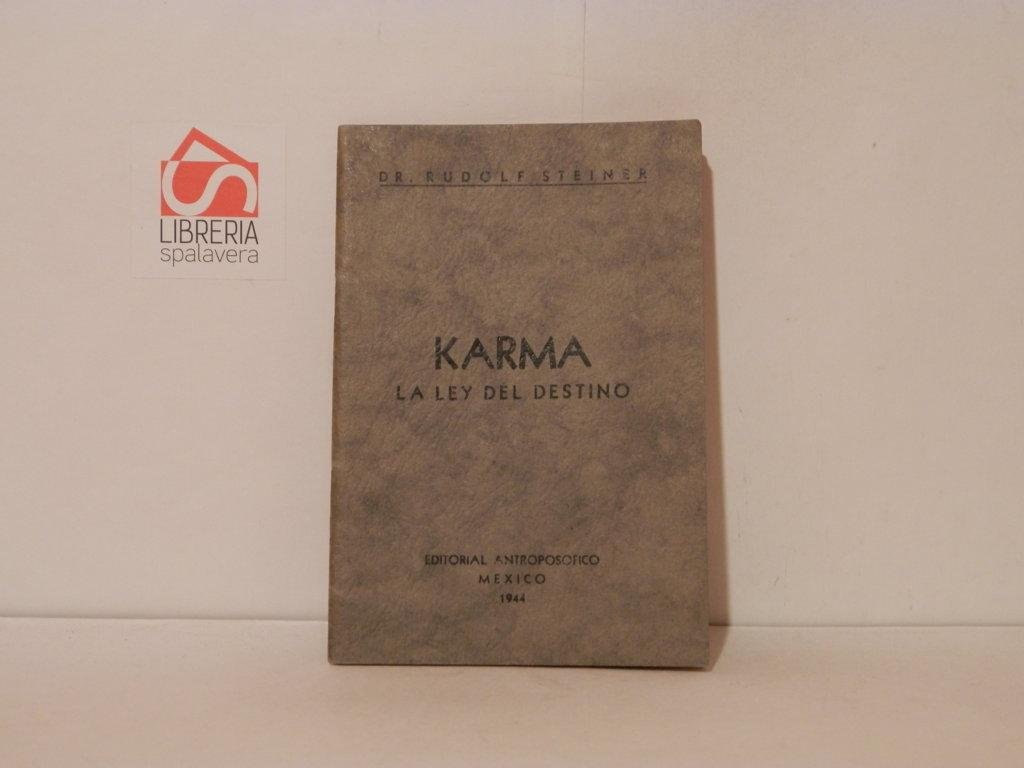 LIBRERIA
spalavera
DR. RUDOLF STEINER
KARMA
LA LEY DEL DESTINO
EDITORIAL ANTROPOSOFICO
MEXICO
1944